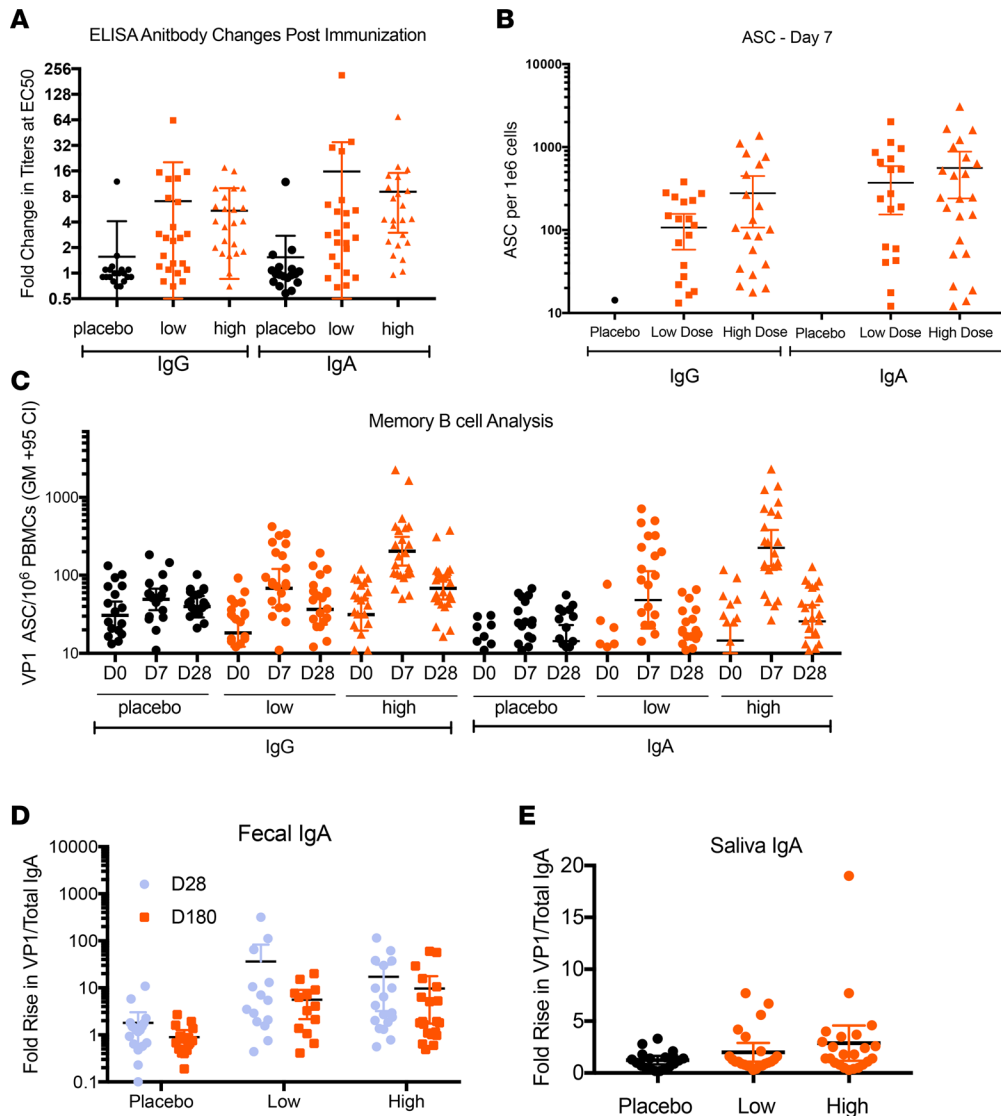 A
ELISA Anitbody Changes Post Immunization
Fold Change in Titers at EC50
256
128
64
32
16
8
4
2
1
0.5
placebo low high placebo low high
IgG IgA
B
ASC - Day 7
ASC per 1e6 cells
10000
1000
100
10
Placebo Low Dose High Dose Placebo Low Dose High Dose
IgG IgA
C
Memory B cell Analysis
VP1 ASC/10⁶ PBMCs (GM +95 CI)
1000
100
10
D0 D7 D28 D0 D7 D28 D0 D7 D28 D0 D7 D28 D0 D7 D28 D0 D7 D28
placebo low high placebo low high
IgG IgA
D
Fecal IgA
Fold Rise in VP1/Total IgA
10000
1000
100
10
1
0.1
D28
D180
Placebo Low High
E
Saliva IgA
Fold Rise in VP1/Total IgA
20
15
10
5
0
Placebo Low High